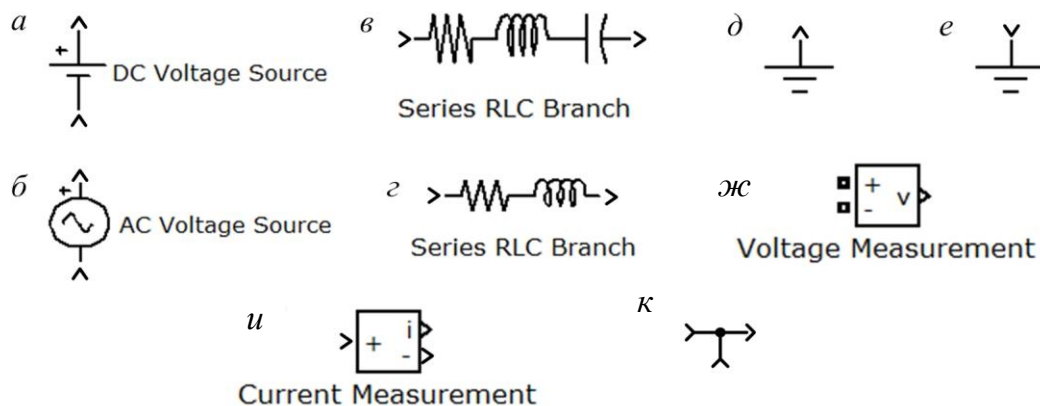 а
DC Voltage Source
в
Series RLC Branch
д
е
б
AC Voltage Source
г
Series RLC Branch
ж
+
-
v
Voltage Measurement
и
+
i
-
Current Measurement
к